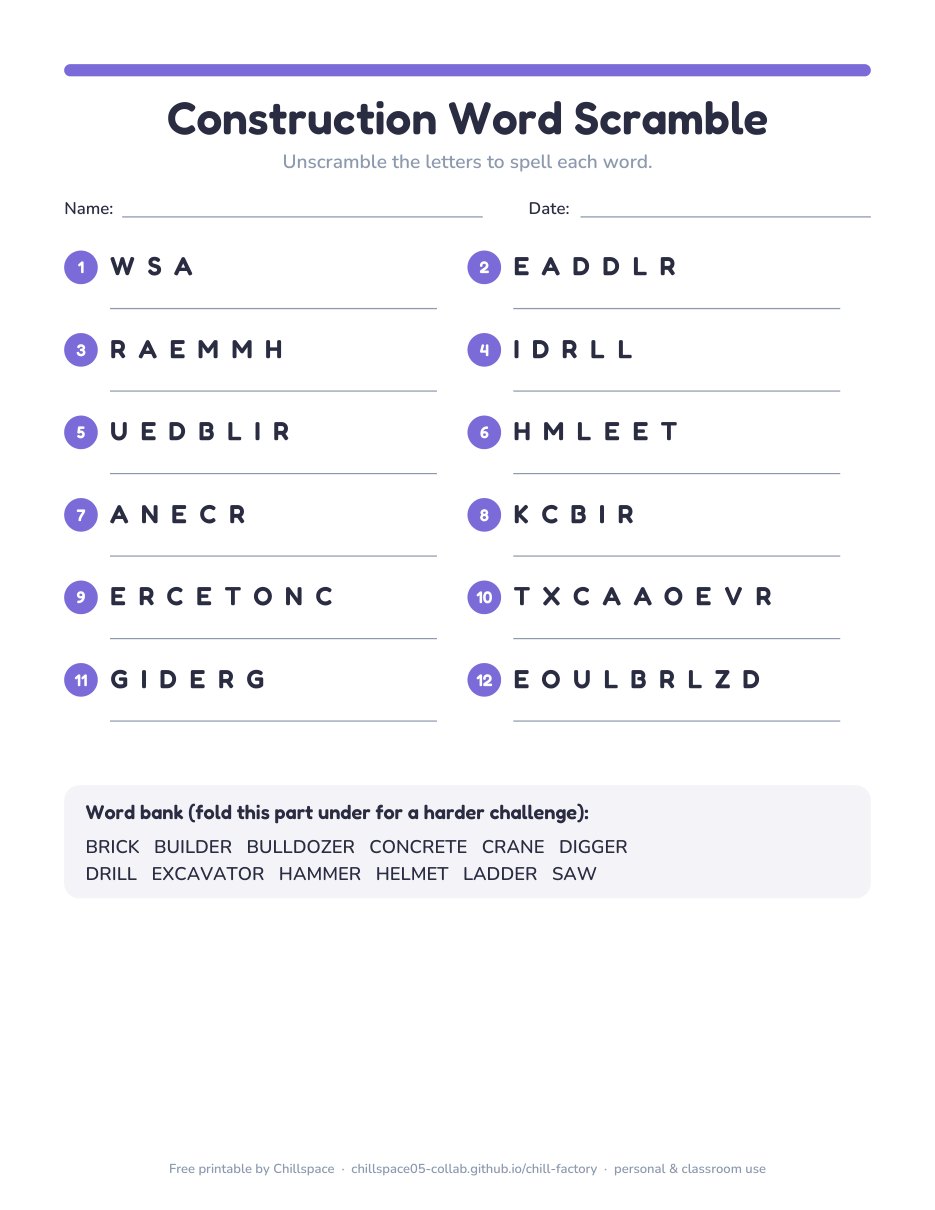 Construction Word Scramble
Unscramble the letters to spell each word.
Name: Date:
1 W S A
2 E A D D L R
3 R A E M M H
4 I D R L L
5 U E D B L I R
6 H M L E E T
7 A N E C R
8 K C B I R
9 E R C E T O N C
10 T X C A A O E V R
11 G I D E R G
12 E O U L B R L Z D
Word bank (fold this part under for a harder challenge):
BRICK BUILDER BULLDOZER CONCRETE CRANE DIGGER
DRILL EXCAVATOR HAMMER HELMET LADDER SAW
Free printable by Chillspace · chillspace05-collab.github.io/chill-factory · personal & classroom use